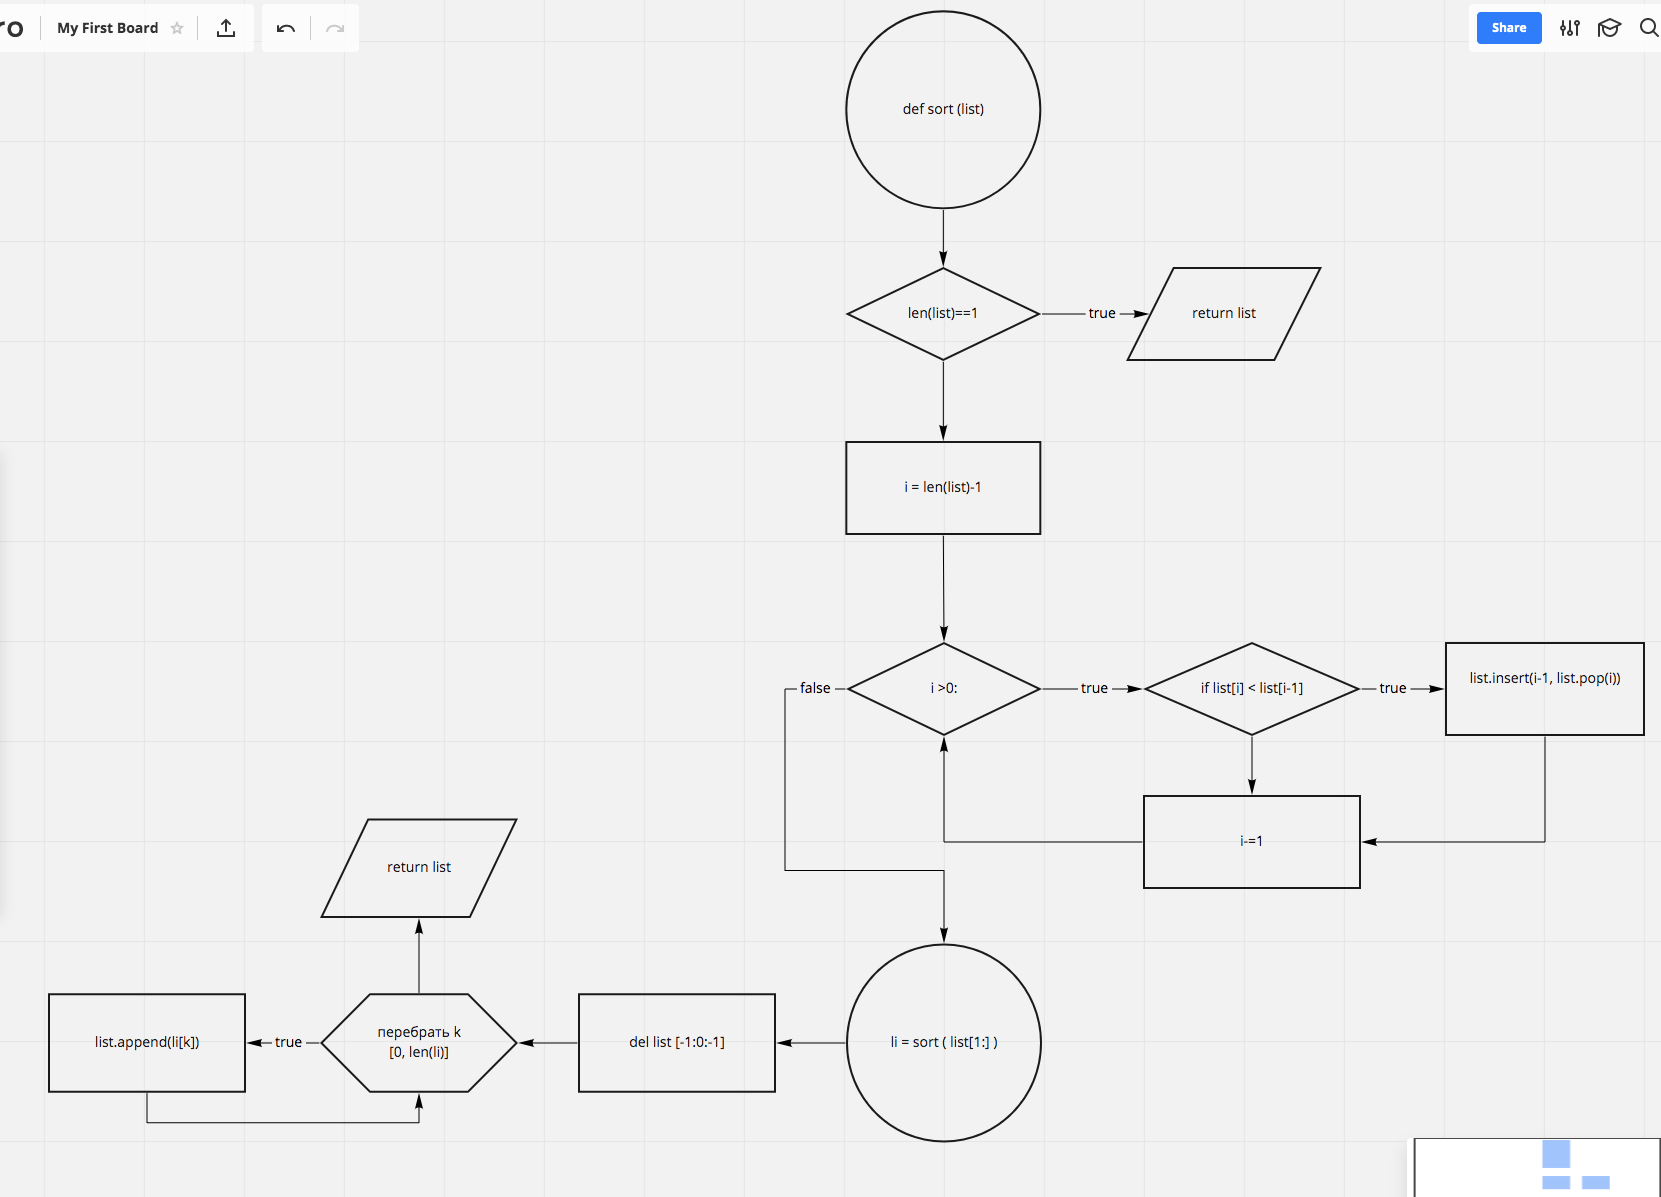 ro
My First Board
Share
def sort (list)
len(list)==1
true
return list
i = len(list)-1
false
i >0:
true
if list[i] < list[i-1]
true
list.insert(i-1, list.pop(i))
i-=1
return list
list.append(li[k])
true
перебрать k
[0, len(li)]
del list [-1:0:-1]
li = sort ( list[1:] )